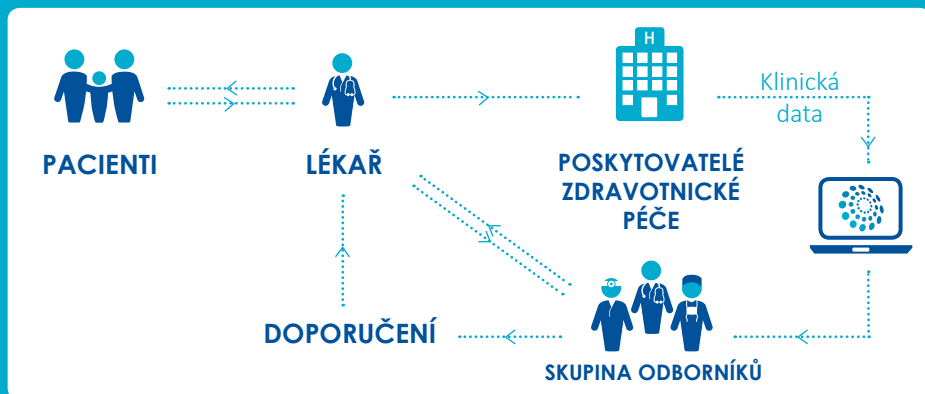 H
Klinická
data
PACIENTI
LÉKAŘ
POSKYTOVATELÉ
ZDRAVOTNICKÉ
PÉČE
DOPORUČENÍ
SKUPINA ODBORNÍKŮ